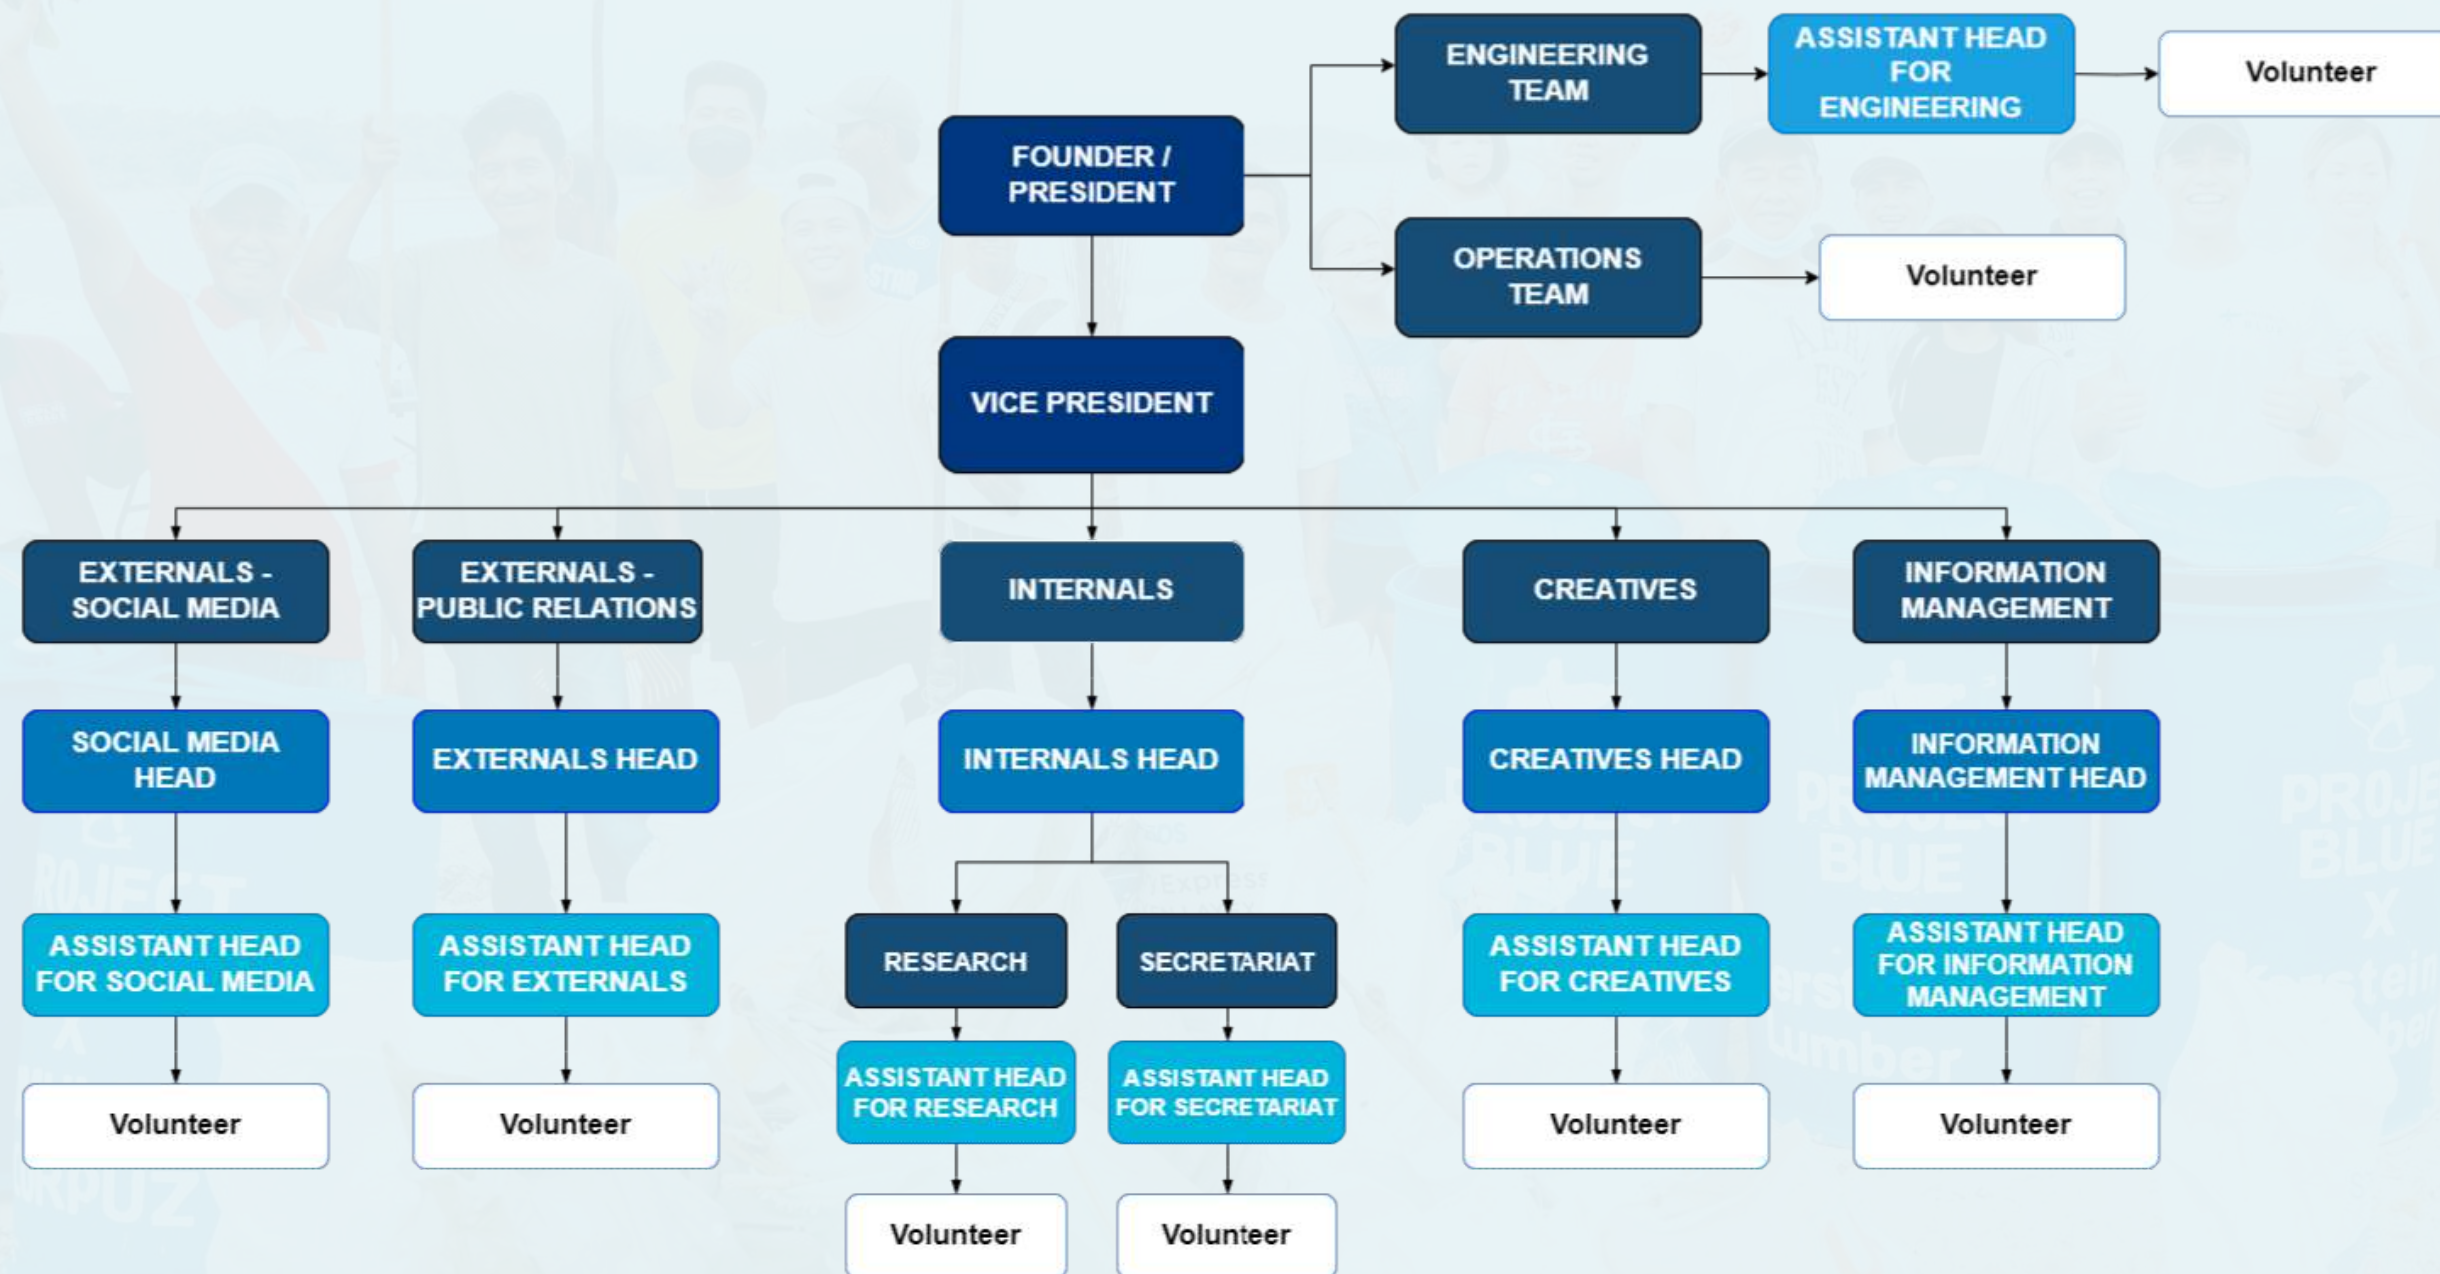 ENGINEERING
TEAM
ASSISTANT HEAD
FOR
ENGINEERING
Volunteer
FOUNDER /
PRESIDENT
OPERATIONS
TEAM
Volunteer
VICE PRESIDENT
EXTERNALS -
SOCIAL MEDIA
EXTERNALS -
PUBLIC RELATIONS
INTERNALS
CREATIVES
INFORMATION
MANAGEMENT
SOCIAL MEDIA
HEAD
EXTERNALS HEAD
INTERNALS HEAD
CREATIVES HEAD
INFORMATION
MANAGEMENT HEAD
ASSISTANT HEAD
FOR SOCIAL MEDIA
ASSISTANT HEAD
FOR EXTERNALS
RESEARCH
SECRETARIAT
ASSISTANT HEAD
FOR CREATIVES
ASSISTANT HEAD
FOR INFORMATION
MANAGEMENT
ASSISTANT HEAD
FOR RESEARCH
ASSISTANT HEAD
FOR SECRETARIAT
Volunteer
Volunteer
Volunteer
Volunteer
Volunteer
Volunteer
BLUE
BLUE
X